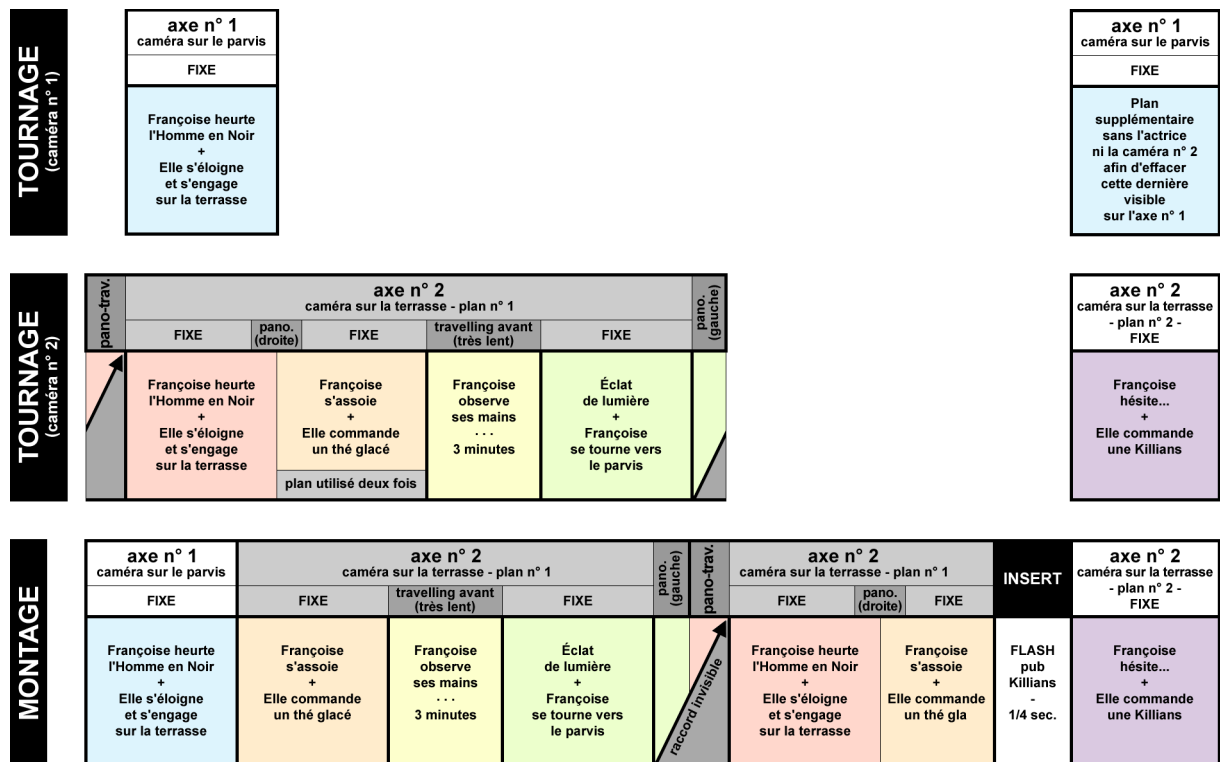 TOURNAGE
(caméra n° 1)
axe n° 1
caméra sur le parvis
FIXE
Françoise heurte
l'Homme en Noir
+
Elle s'éloigne
et s'engage
sur la terrasse
axe n° 1
caméra sur le parvis
FIXE
Plan
supplémentaire
sans l'actrice
ni la caméra n° 2
afin d'effacer
cette dernière
visible
sur l'axe n° 1
TOURNAGE
(caméra n° 2)
pano-trav.
axe n° 2
caméra sur la terrasse - plan n° 1
FIXE
pano.
(droite)
FIXE
travelling avant
(très lent)
FIXE
pano.
(gauche)
Françoise heurte
l'Homme en Noir
+
Elle s'éloigne
et s'engage
sur la terrasse
Françoise
s'assoie
+
Elle commande
un thé glacé
plan utilisé deux fois
Françoise
observe
ses mains
. . .
3 minutes
Éclat
de lumière
+
Françoise
se tourne vers
le parvis
axe n° 2
caméra sur la terrasse
- plan n° 2 -
FIXE
Françoise
hésite...
+
Elle commande
une Killians
MONTAGE
axe n° 1
caméra sur le parvis
FIXE
Françoise heurte
l'Homme en Noir
+
Elle s'éloigne
et s'engage
sur la terrasse
axe n° 2
caméra sur la terrasse - plan n° 1
FIXE
travelling avant
(très lent)
FIXE
pano.
(gauche)
Françoise
s'assoie
+
Elle commande
un thé glacé
Françoise
observe
ses mains
. . .
3 minutes
Éclat
de lumière
+
Françoise
se tourne vers
le parvis
raccord invisible
pano-trav.
axe n° 2
caméra sur la terrasse - plan n° 1
FIXE
pano.
(droite)
FIXE
Françoise heurte
l'Homme en Noir
+
Elle s'éloigne
et s'engage
sur la terrasse
Françoise
s'assoie
+
Elle commande
un thé gla
INSERT
FLASH
pub
Killians
-
1/4 sec.
axe n° 2
caméra sur la terrasse
- plan n° 2 -
FIXE
Françoise
hésite...
+
Elle commande
une Killians